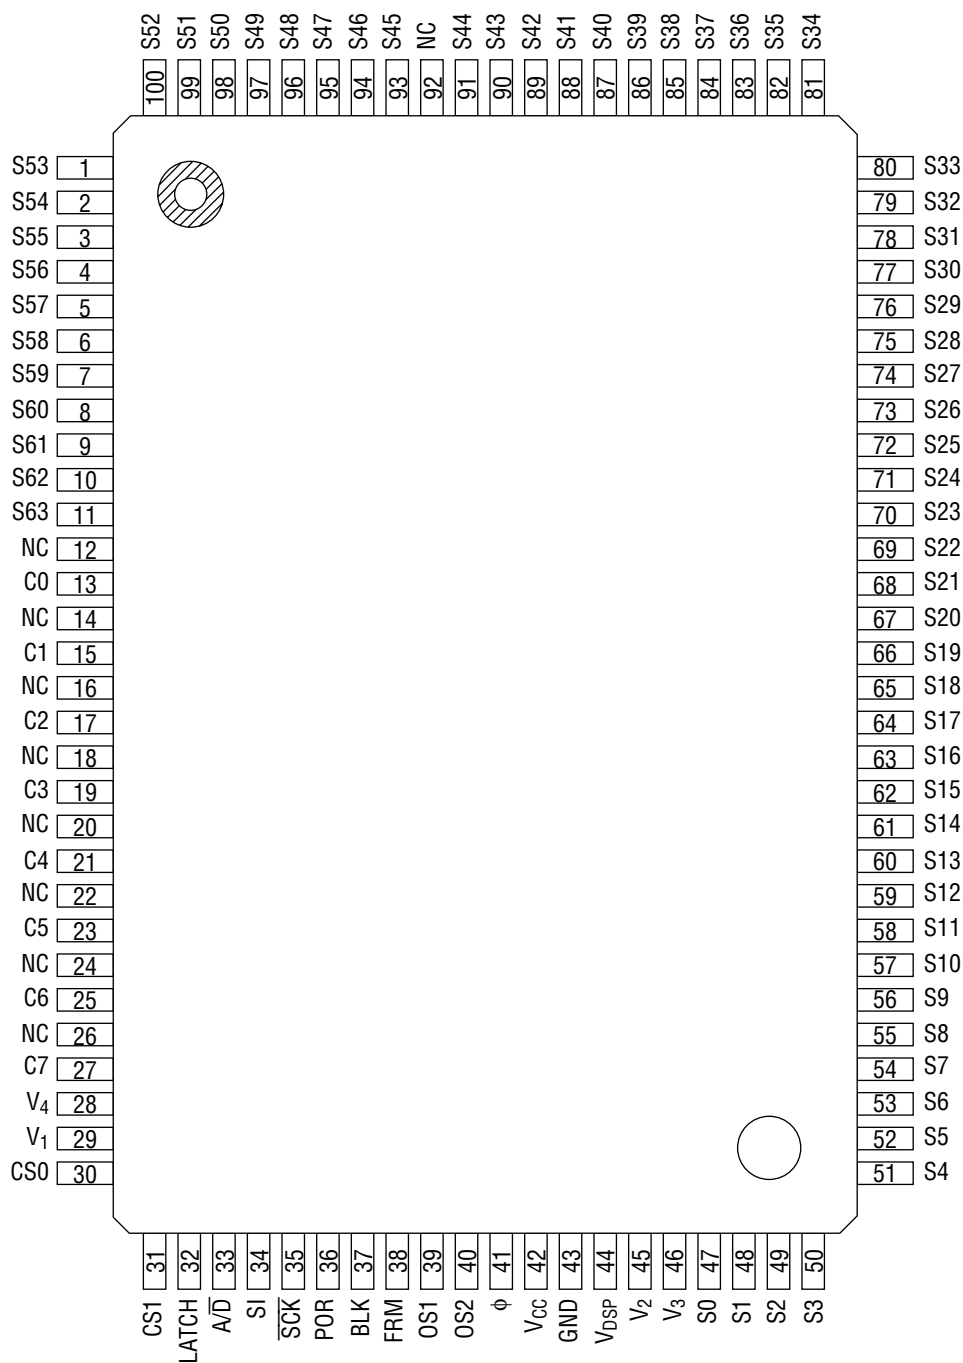 S52 S51 S50 S49 S48 S47 S46 S45 NC S44 S43 S42 S41 S40 S39 S38 S37 S36 S35 S34
100 99 98 97 96 95 94 93 92 91 90 89 88 87 86 85 84 83 82 81
S53 1 80 S33
S54 2 79 S32
S55 3 78 S31
S56 4 77 S30
S57 5 76 S29
S58 6 75 S28
S59 7 74 S27
S60 8 73 S26
S61 9 72 S25
S62 10 71 S24
S63 11 70 S23
NC 12 69 S22
C0 13 68 S21
NC 14 67 S20
C1 15 66 S19
NC 16 65 S18
C2 17 64 S17
NC 18 63 S16
C3 19 62 S15
NC 20 61 S14
C4 21 60 S13
NC 22 59 S12
C5 23 58 S11
NC 24 57 S10
C6 25 56 S9
NC 26 55 S8
C7 27 54 S7
V4 28 53 S6
V1 29 52 S5
CS0 30 51 S4
31 32 33 34 35 36 37 38 39 40 41 42 43 44 45 46 47 48 49 50
CS1 LATCH A/D̅ SI S̅C̅K̅ POR BLK FRM OS1 OS2 ϕ VCC GND VDSP V2 V3 S0 S1 S2 S3